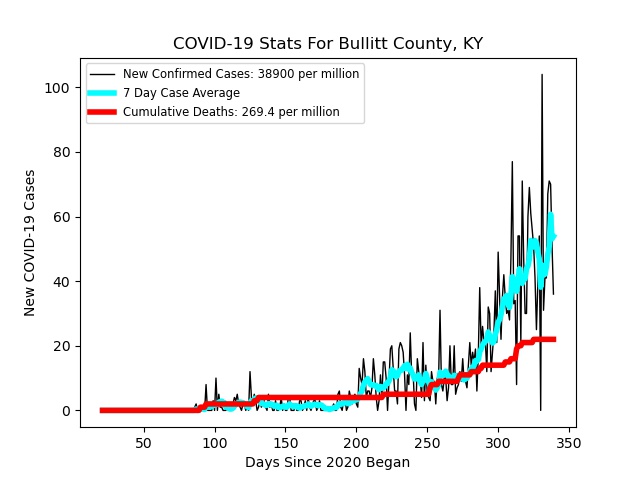 COVID-19 Stats For Bullitt County, KY
New Confirmed Cases: 38900 per million
7 Day Case Average
Cumulative Deaths: 269.4 per million
New COVID-19 Cases
100
80
60
40
20
0
50 100 150 200 250 300 350
Days Since 2020 Began